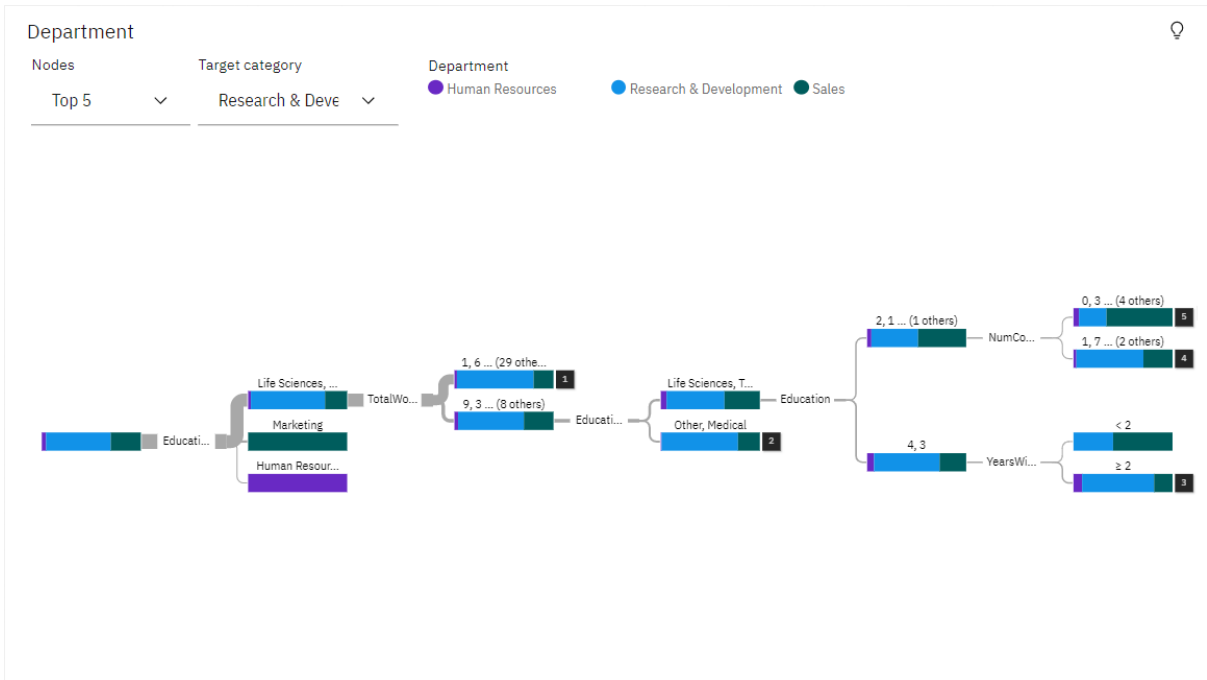 Department
Nodes
Target category
Department
Top 5
Research & Deve
Human Resources
Research & Development
Sales
Educati...
Life Sciences, ...
Marketing
Human Resour...
TotalWo...
1, 6 ... (29 othe...
1
9, 3 ... (8 others)
Educati...
Life Sciences, T...
Other, Medical
2
Education
2, 1 ... (1 others)
4, 3
NumCo...
0, 3 ... (4 others)
5
1, 7 ... (2 others)
4
YearsWi...
< 2
≥ 2
3